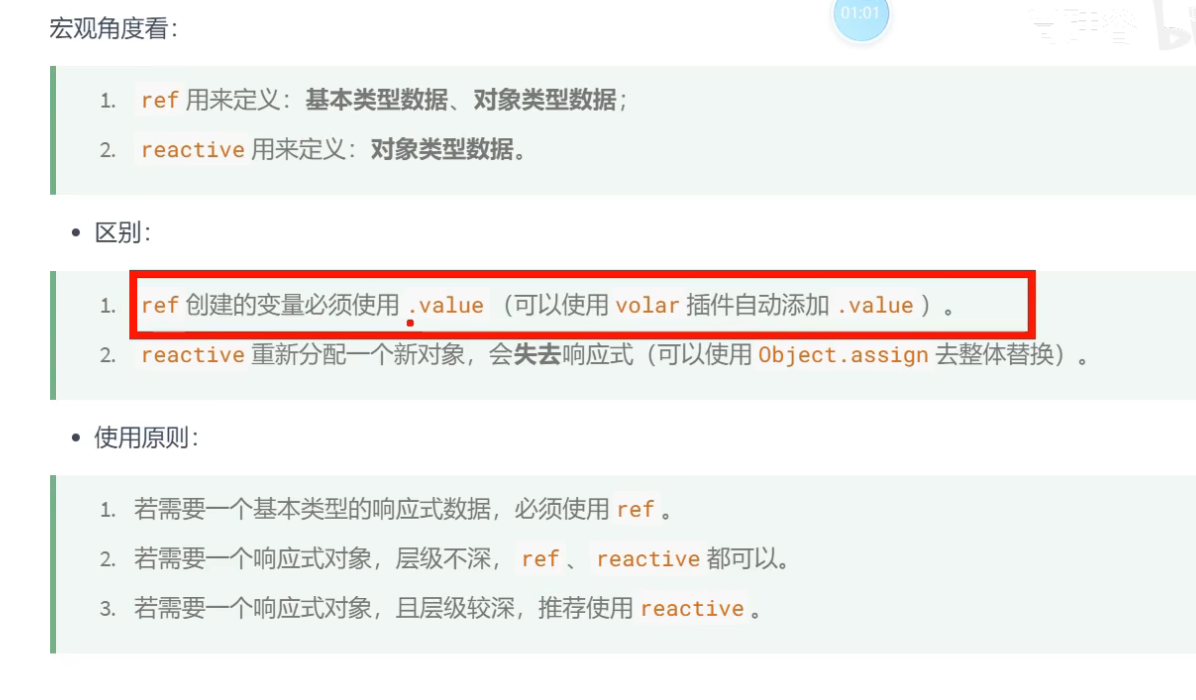 宏观角度看：
01:01
1. ref 用来定义：基本类型数据、对象类型数据；
2. reactive 用来定义：对象类型数据。
• 区别：
1. ref 创建的变量必须使用 .value （可以使用 volar 插件自动添加 .value ）。
2. reactive 重新分配一个新对象，会失去响应式（可以使用 Object.assign 去整体替换）。
• 使用原则：
1. 若需要一个基本类型的响应式数据，必须使用 ref 。
2. 若需要一个响应式对象，层级不深， ref 、 reactive 都可以。
3. 若需要一个响应式对象，且层级较深，推荐使用 reactive 。